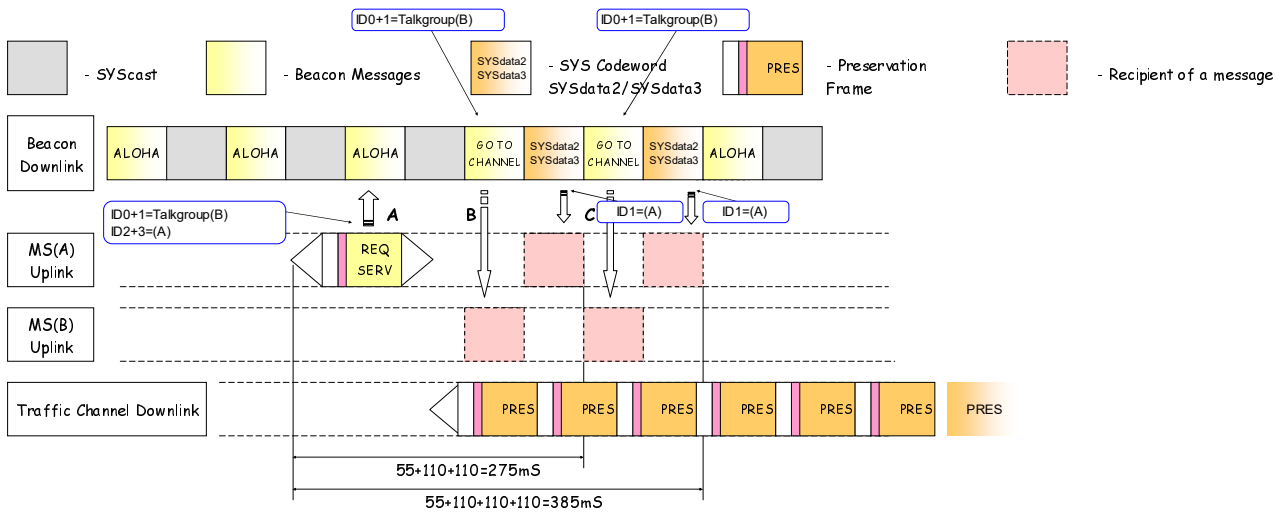 ID0+1=Talkgroup(B)
ID0+1=Talkgroup(B)
- SYScast
- Beacon Messages
SYSdata2
SYSdata3
- SYS Codeword
SYSdata2/SYSdata3
PRES
- Preservation
Frame
- Recipient of a message
Beacon
Downlink
ALOHA
ALOHA
ALOHA
GO TO
CHANNEL
SYSdata2
SYSdata3
GO TO
CHANNEL
SYSdata2
SYSdata3
ALOHA
ID0+1=Talkgroup(B)
ID2+3=(A)
A
B
C
ID1=(A)
ID1=(A)
MS(A)
Uplink
REQ
SERV
MS(B)
Uplink
Traffic Channel Downlink
PRES
PRES
PRES
PRES
PRES
PRES
PRES
55+110+110=275mS
55+110+110+110=385mS